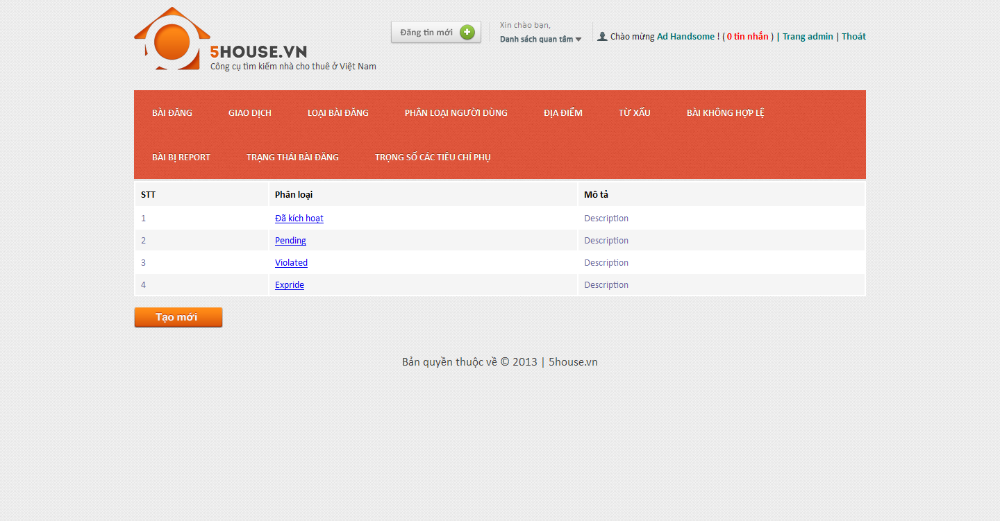 5HOUSE.VN
Công cụ tìm kiếm nhà cho thuê ở Việt Nam
Đăng tin mới
Xin chào bạn,
Danh sách quan tâm
Chào mừng Ad Handsome ! ( 0 tin nhắn ) | Trang admin | Thoát
BÀI ĐĂNG GIAO DỊCH LOẠI BÀI ĐĂNG PHÂN LOẠI NGƯỜI DÙNG ĐỊA ĐIỂM TỪ XẤU BÀI KHÔNG HỢP LỆ
BÀI BỊ REPORT TRẠNG THÁI BÀI ĐĂNG TRỌNG SỐ CÁC TIÊU CHÍ PHỤ
STT Phân loại Mô tả
1 Đã kích hoạt Description
2 Pending Description
3 Violated Description
4 Expride Description
Tạo mới
Bản quyền thuộc về © 2013 | 5house.vn